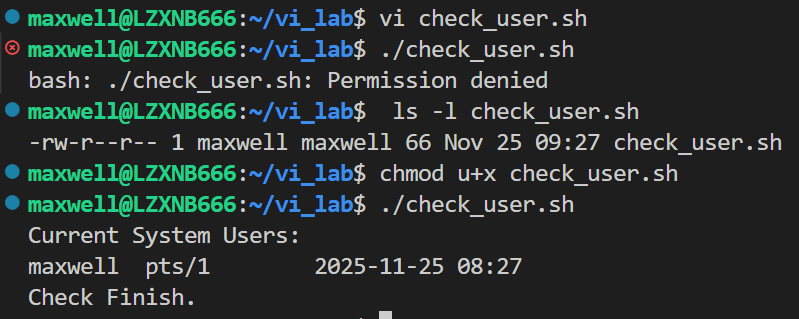 maxwell@LZXNB666:~/vi_lab$ vi check_user.sh
maxwell@LZXNB666:~/vi_lab$ ./check_user.sh
bash: ./check_user.sh: Permission denied
maxwell@LZXNB666:~/vi_lab$  ls -l check_user.sh
-rw-r--r-- 1 maxwell maxwell 66 Nov 25 09:27 check_user.sh
maxwell@LZXNB666:~/vi_lab$ chmod u+x check_user.sh
maxwell@LZXNB666:~/vi_lab$ ./check_user.sh
Current System Users:
maxwell  pts/1        2025-11-25 08:27
Check Finish.